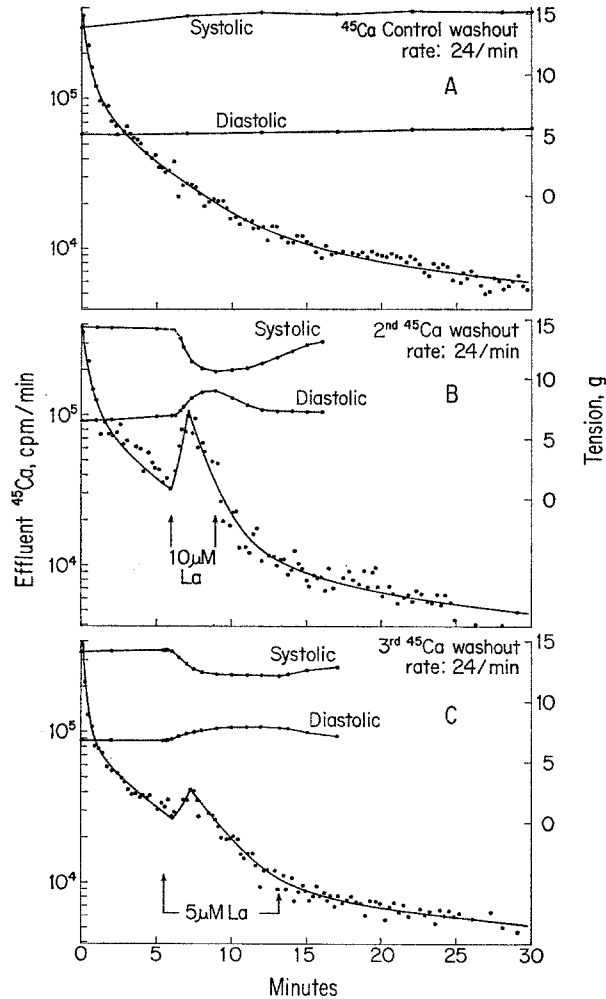 ⁴⁵Ca Control washout
rate: 24/min
Systolic
A
Diastolic
15
10
5
0
10⁵
10⁴
2nd ⁴⁵Ca washout
rate: 24/min
Systolic
B
Diastolic
15
10
5
0
10⁵
10⁴
10μM
La
Effluent ⁴⁵Ca, cpm/min
Tension, g
3rd ⁴⁵Ca washout
rate: 24/min
Systolic
C
Diastolic
15
10
5
0
10⁵
10⁴
5μM La
0 5 10 15 20 25 30
Minutes